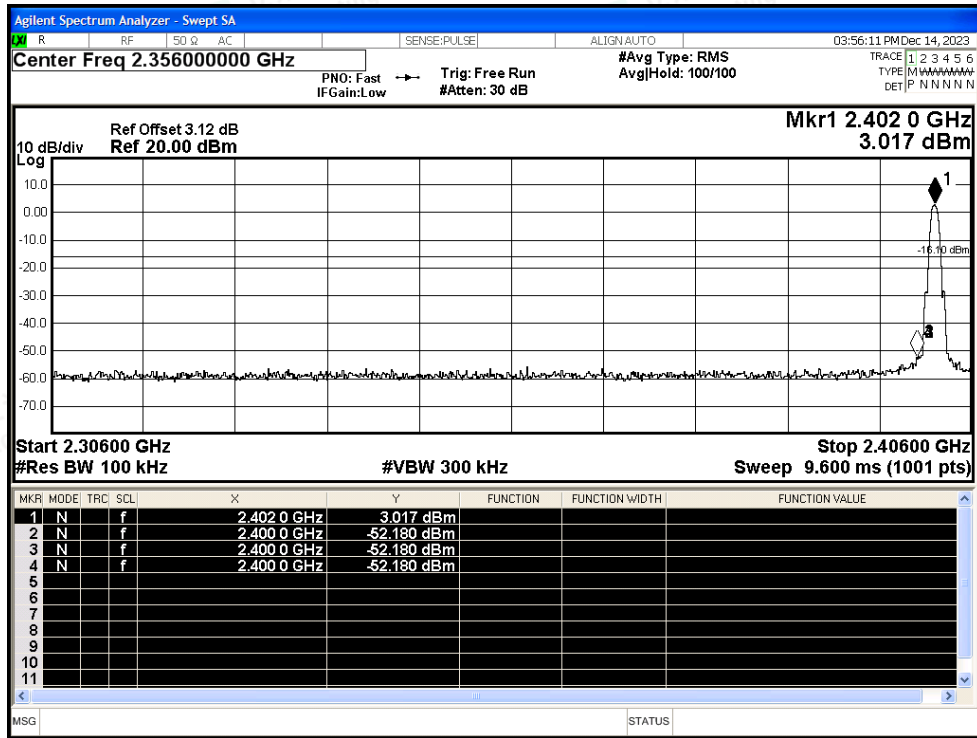 Agilent Spectrum Analyzer - Swept SA
LXI R RF 50 Ω AC SENSE:PULSE ALIGN AUTO 03:56:11 PM Dec 14, 2023
Center Freq 2.356000000 GHz
PNO: Fast
IFGain:Low
Trig: Free Run
#Atten: 30 dB
#Avg Type: RMS
Avg|Hold: 100/100
TRACE 1 2 3 4 5 6
TYPE M
DET P N N N N N
Mkr1 2.402 0 GHz
3.017 dBm
Ref Offset 3.12 dB
10 dB/div Ref 20.00 dBm
Log
10.0
0.00
-10.0
-20.0
-30.0
-40.0
-50.0
-60.0
-70.0
1
-16.10 dBm
Start 2.30600 GHz Stop 2.40600 GHz
#Res BW 100 kHz #VBW 300 kHz Sweep 9.600 ms (1001 pts)
MKR MODE TRC SCL X Y FUNCTION FUNCTION WIDTH FUNCTION VALUE
1 N f 2.402 0 GHz 3.017 dBm
2 N f 2.400 0 GHz -52.180 dBm
3 N f 2.400 0 GHz -52.180 dBm
4 N f 2.400 0 GHz -52.180 dBm
5
6
7
8
9
10
11
MSG STATUS